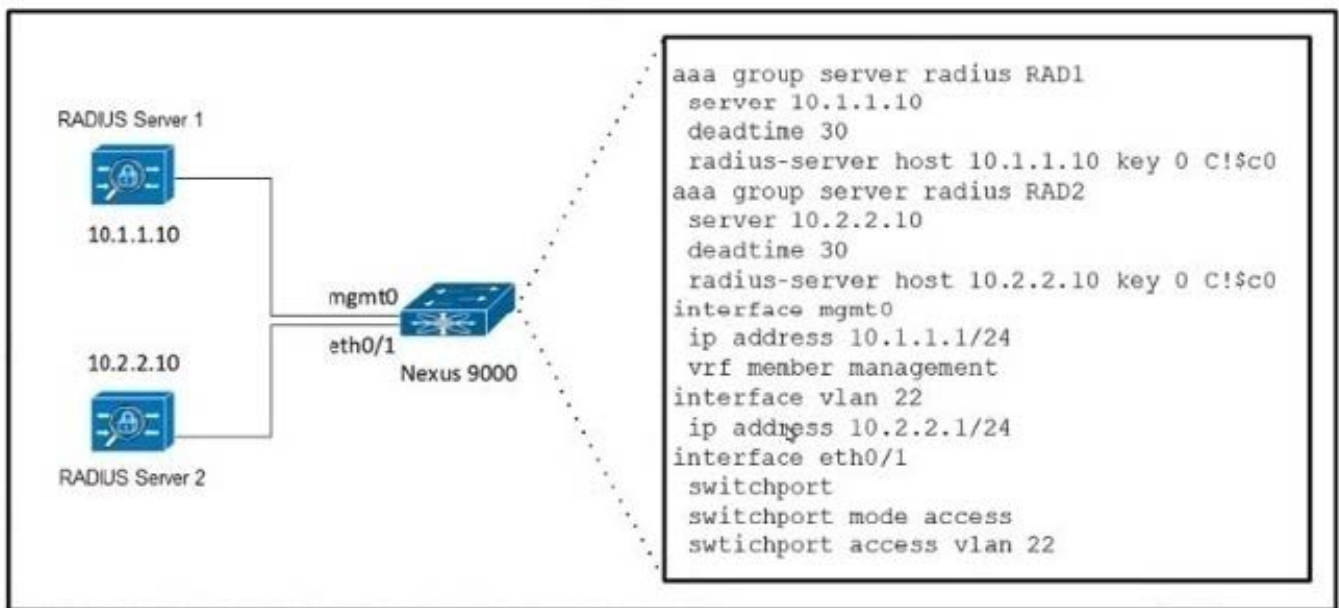 RADIUS Server 1
10.1.1.10
mgmt0
eth0/1
Nexus 9000
10.2.2.10
RADIUS Server 2
aaa group server radius RAD1
server 10.1.1.10
deadtime 30
radius-server host 10.1.1.10 key 0 C!$c0
aaa group server radius RAD2
server 10.2.2.10
deadtime 30
radius-server host 10.2.2.10 key 0 C!$c0
interface mgmt0
ip address 10.1.1.1/24
vrf member management
interface vlan 22
ip address 10.2.2.1/24
interface eth0/1
switchport
switchport mode access
swtichport access vlan 22